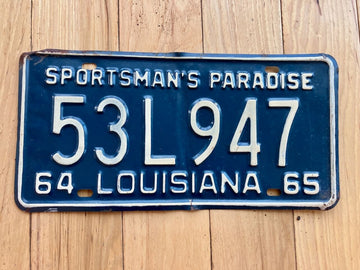 SPORTSMAN'S PARADISE
53L947
64 LOUISIANA 65